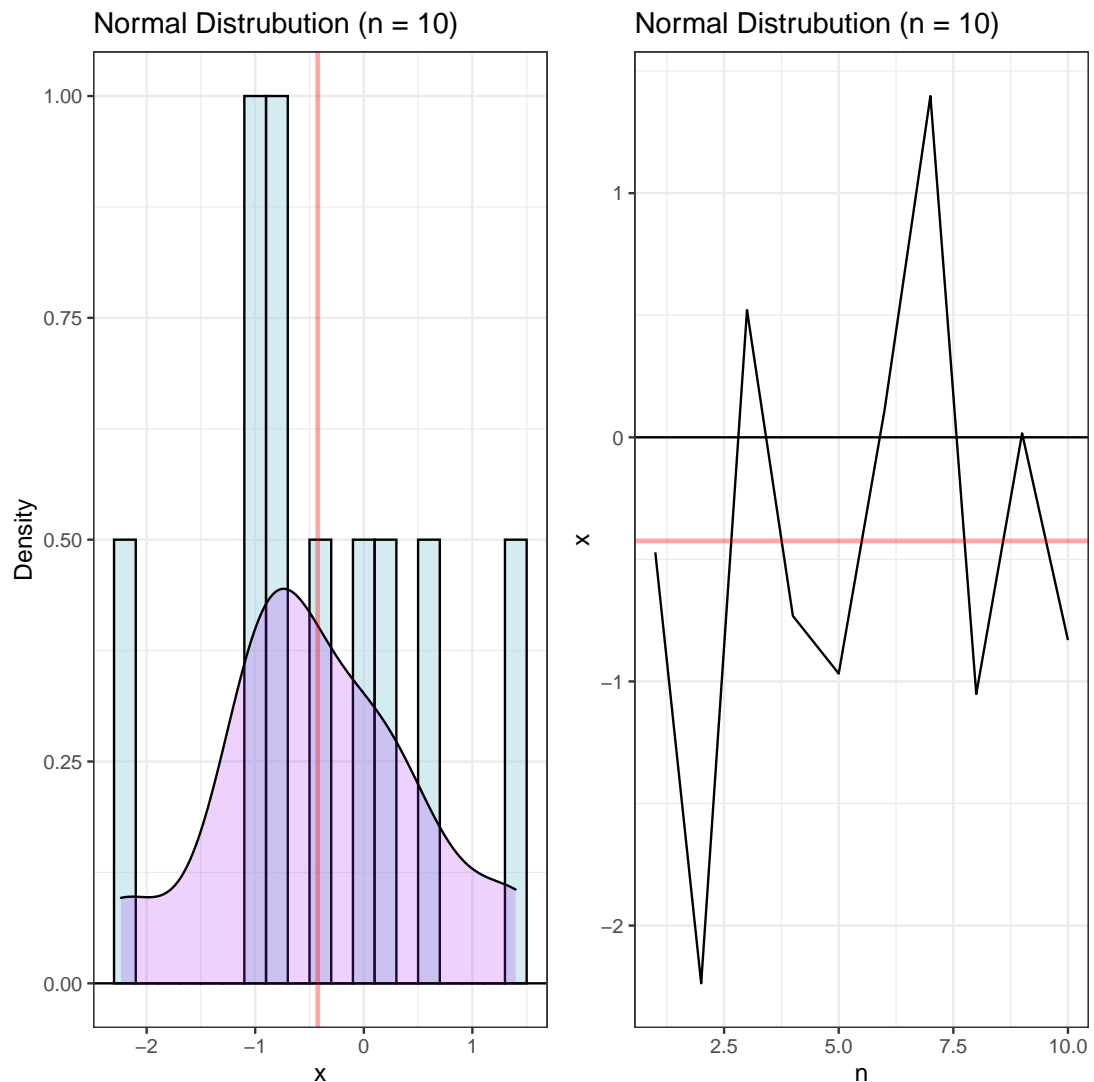 Normal Distrubution (n = 10)
1.00
0.75
0.50
0.25
0.00
Density
−2
−1
0
1
x
Normal Distrubution (n = 10)
1
0
−1
−2
x
2.5
5.0
7.5
10.0
n